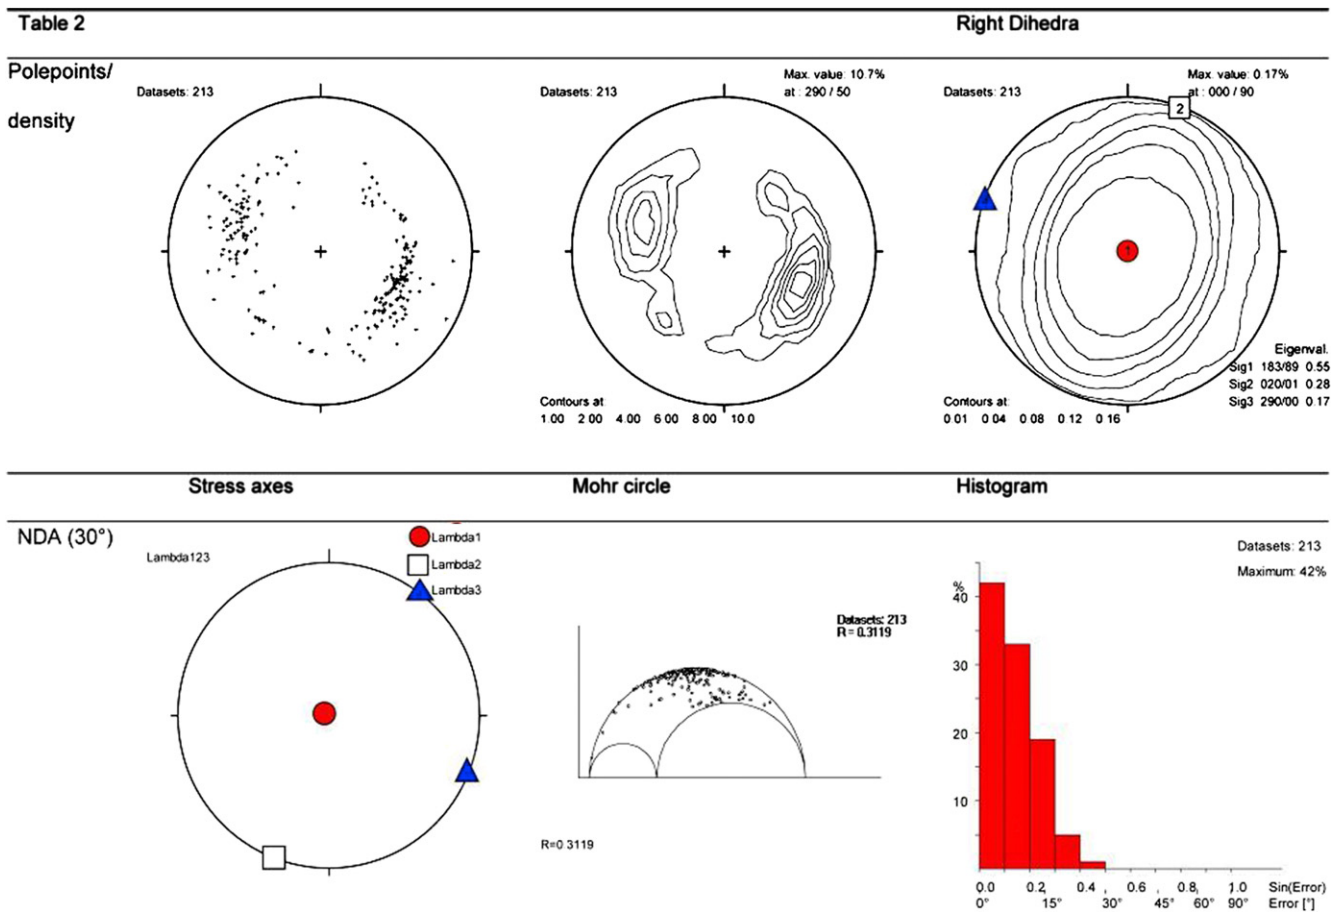 Table 2
Right Dihedra
Polepoints/
density
Datasets: 213
Datasets: 213
Max. value: 10.7%
at : 290 / 50
Contours at
1.00 2.00 4.00 6.00 8.00 10.0
Datasets: 213
Max. value: 0.17%
at : 000 / 90
2
1
Eigenval.
Sig1 183/89 0.55
Sig2 020/01 0.28
Sig3 290/00 0.17
Contours at:
0.01 0.04 0.08 0.12 0.16
Stress axes
Mohr circle
Histogram
NDA (30°)
Lambda123
Lambda1
Lambda2
Lambda3
Datasets: 213
R = 0.3119
R=0.3119
Datasets: 213
Maximum: 42%
%
40
30
20
10
0.0 0.2 0.4 0.6 0.8 1.0 Sin(Error)
0° 15° 30° 45° 60° 90° Error [°]